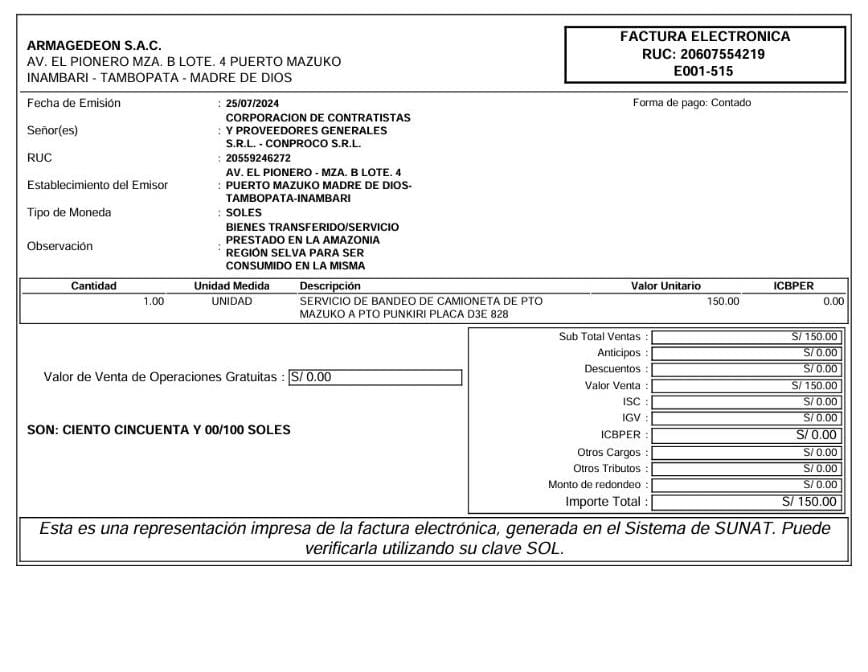 ARMAGEDEON S.A.C.
AV. EL PIONERO MZA. B LOTE. 4 PUERTO MAZUKO
INAMBARI - TAMBOPATA - MADRE DE DIOS
FACTURA ELECTRONICA
RUC: 20607554219
E001-515
Fecha de Emisión : 25/07/2024
Forma de pago: Contado
Señor(es) : CORPORACION DE CONTRATISTAS
Y PROVEEDORES GENERALES
S.R.L. - CONPROCO S.R.L.
RUC : 20559246272
Establecimiento del Emisor : AV. EL PIONERO - MZA. B LOTE. 4
PUERTO MAZUKO MADRE DE DIOS-
TAMBOPATA-INAMBARI
Tipo de Moneda : SOLES
Observación : BIENES TRANSFERIDO/SERVICIO
PRESTADO EN LA AMAZONIA
REGIÓN SELVA PARA SER
CONSUMIDO EN LA MISMA
Cantidad Unidad Medida Descripción Valor Unitario ICBPER
1.00 UNIDAD SERVICIO DE BANDEO DE CAMIONETA DE PTO 150.00 0.00
MAZUKO A PTO PUNKIRI PLACA D3E 828
Valor de Venta de Operaciones Gratuitas : S/ 0.00
SON: CIENTO CINCUENTA Y 00/100 SOLES
Sub Total Ventas : S/ 150.00
Anticipos : S/ 0.00
Descuentos : S/ 0.00
Valor Venta : S/ 150.00
ISC : S/ 0.00
IGV : S/ 0.00
ICBPER : S/ 0.00
Otros Cargos : S/ 0.00
Otros Tributos : S/ 0.00
Monto de redondeo : S/ 0.00
Importe Total : S/ 150.00
Esta es una representación impresa de la factura electrónica, generada en el Sistema de SUNAT. Puede
verificarla utilizando su clave SOL.